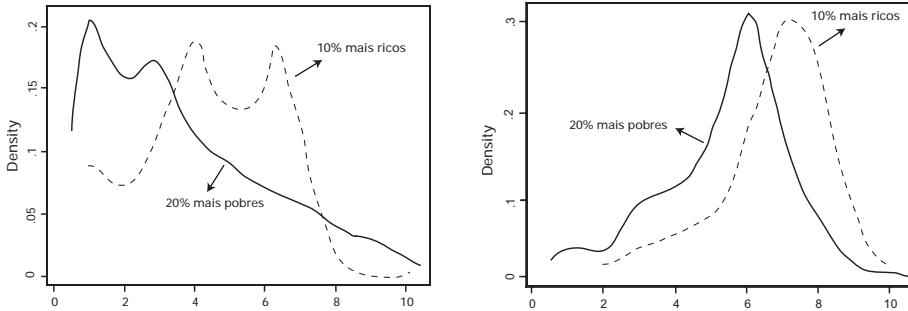 Density
.2
.15
.1
.05
0
0 2 4 6 8 10
10% mais ricos
20% mais pobres
Density
.3
.2
.1
0
0 2 4 6 8 10
10% mais ricos
20% mais pobres